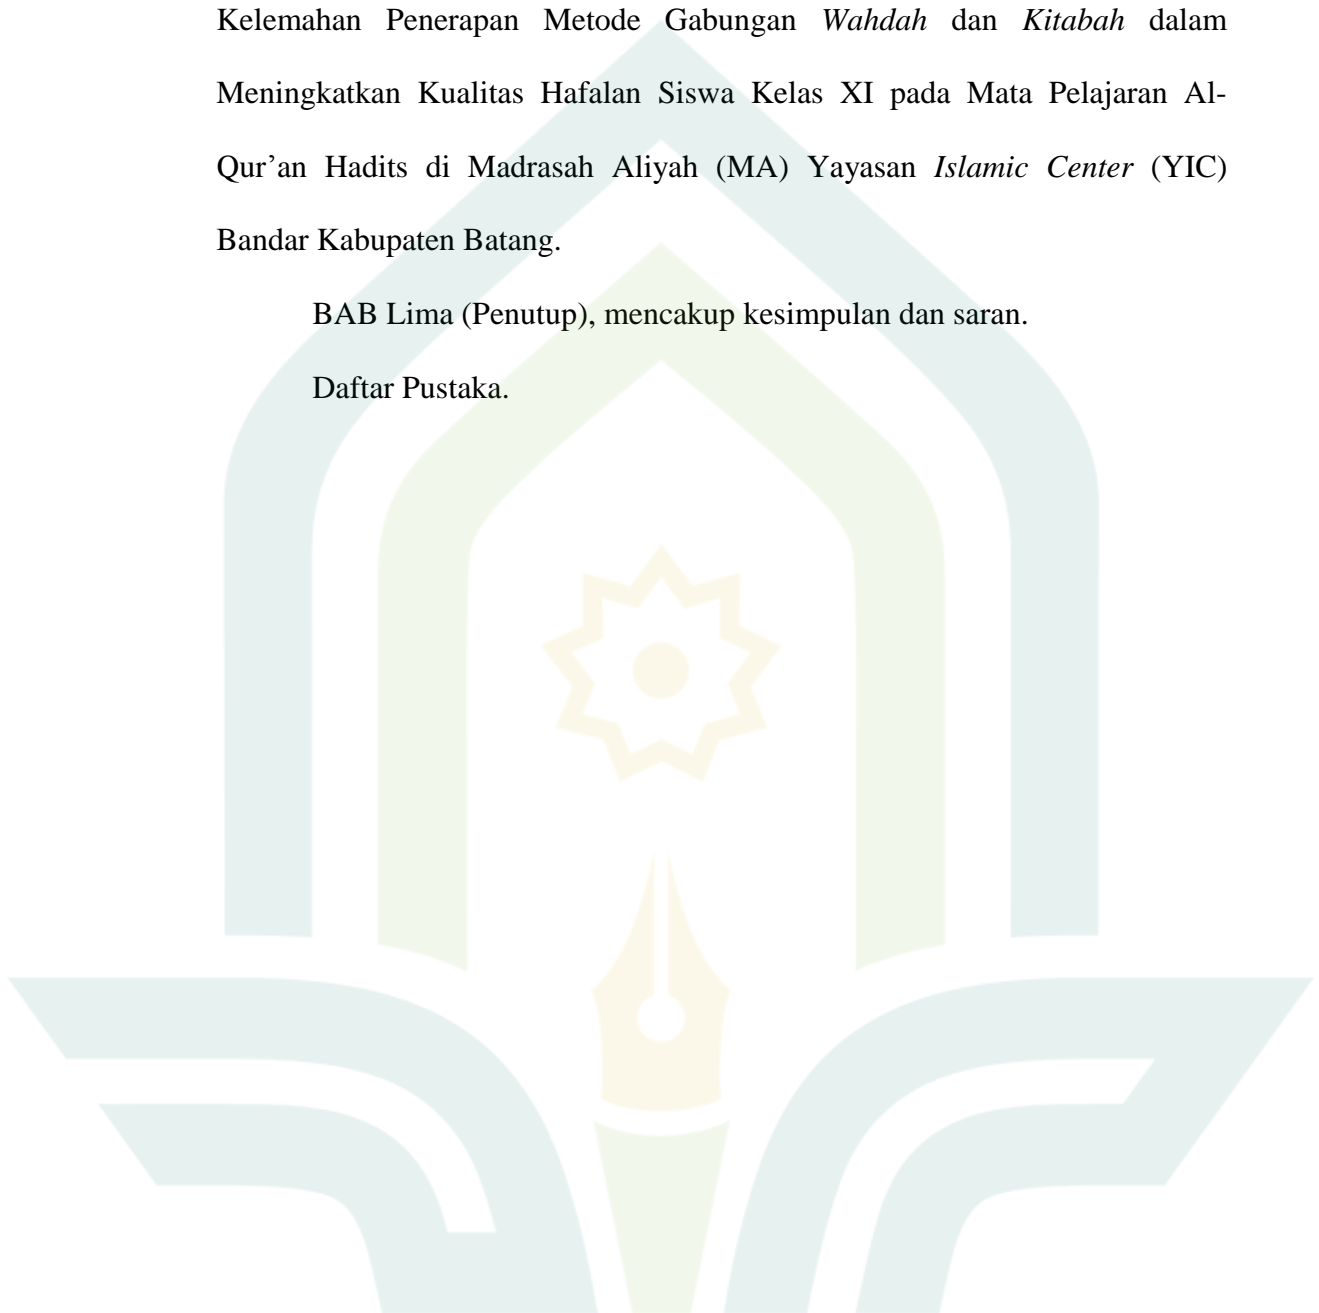 Kelemahan Penerapan Metode Gabungan Wahdah dan Kitabah dalam
Meningkatkan Kualitas Hafalan Siswa Kelas XI pada Mata Pelajaran Al-
Qur’an Hadits di Madrasah Aliyah (MA) Yayasan Islamic Center (YIC)
Bandar Kabupaten Batang.
BAB Lima (Penutup), mencakup kesimpulan dan saran.
Daftar Pustaka.